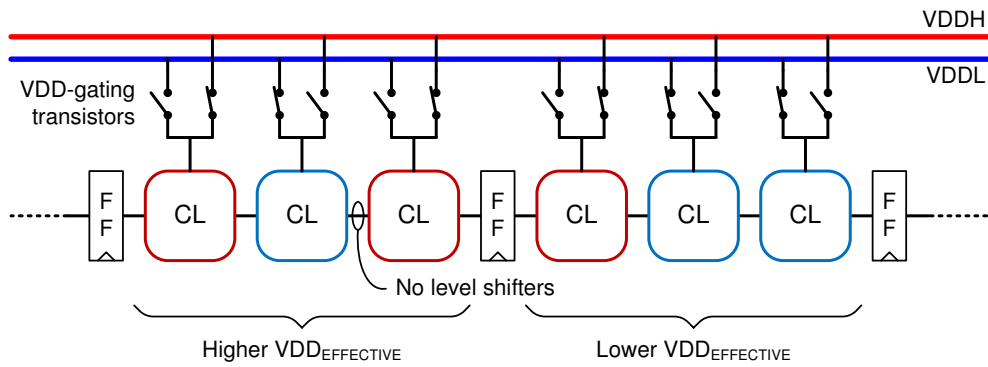 VDDH
VDDL
VDD-gating
transistors
F
F
CL
CL
CL
F
F
CL
CL
CL
F
F
No level shifters
Higher VDDEFFECTIVE
Lower VDDEFFECTIVE